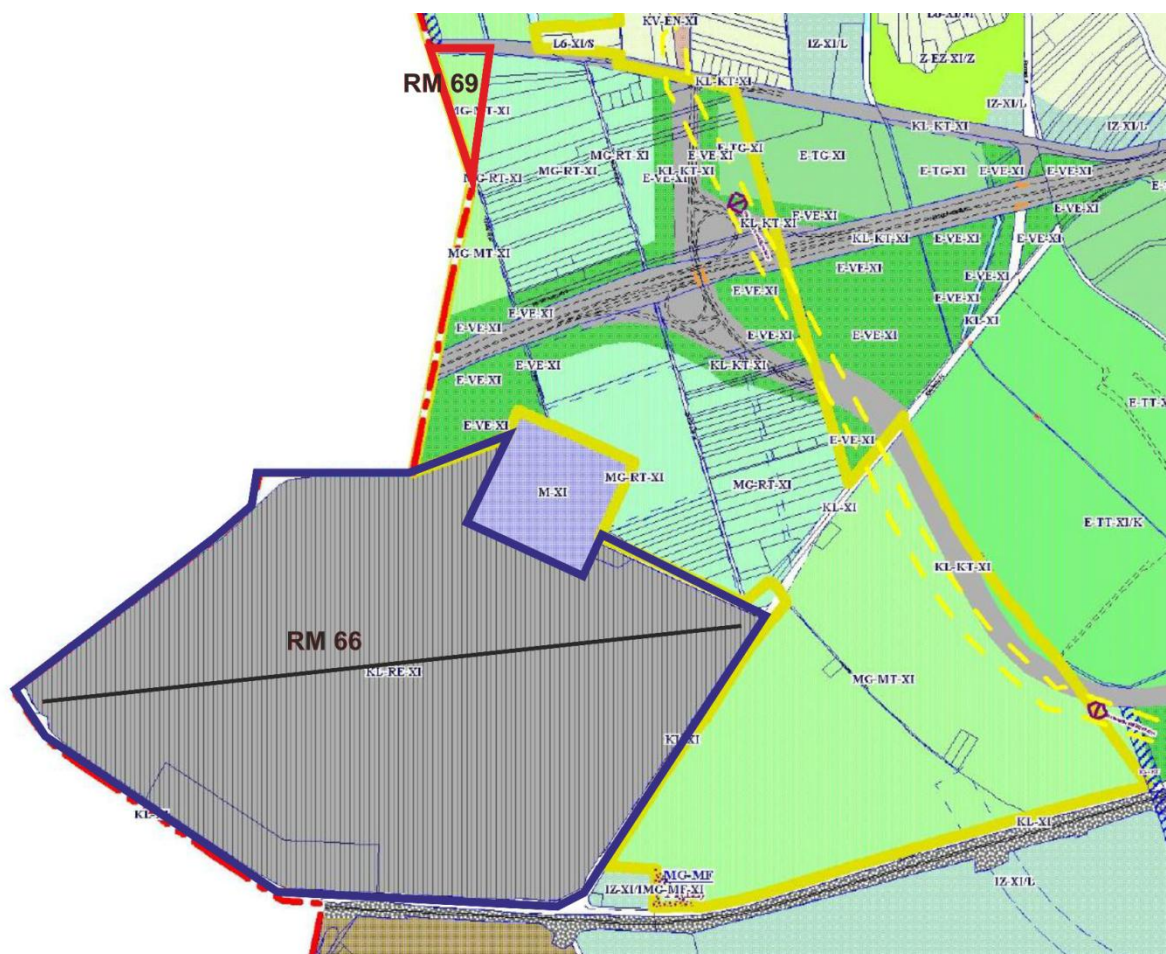 KV-EN-XI
L6-XI/S
IZ-XI/L
Z-EZ-XI/Z
KL-KT-XI
IZ-XI/L
RM 69
MG-MT-XI
KL-KT-XI
IZ-XI/L
E-TG-XI
MG-RT-XI
E-VE-XI
E-TG-XI
MG-RT-XI
MG-RT-XI
E-VE-XI
KL-KT-XI
E-TG-XI
E-VE-XI
E-VE-XI
E-VE-XI
E-VE-XI
KL-KT-XI
KL-KT-XI
E-VE-XI
E-VE-XI
MG-MT-XI
E-VE-XI
E-VE-XI
E-VE-XI
E-VE-XI
E-VE-XI
KL-XI
E-VE-XI
E-VE-XI
E-VE-XI
E-VE-XI
KL-KT-XI
E-VE-XI
E-VE-XI
E-VE-XI
MG-RT-XI
M-XI
MG-RT-XI
KL-XI
E-TT-XI/K
KL-KT-XI
RM 66
KL-RE-XI
MG-MT-XI
KL-XI
KL-XI
MG-MF
IZ-XI/L
MG-MF-XI
IZ-XI/L